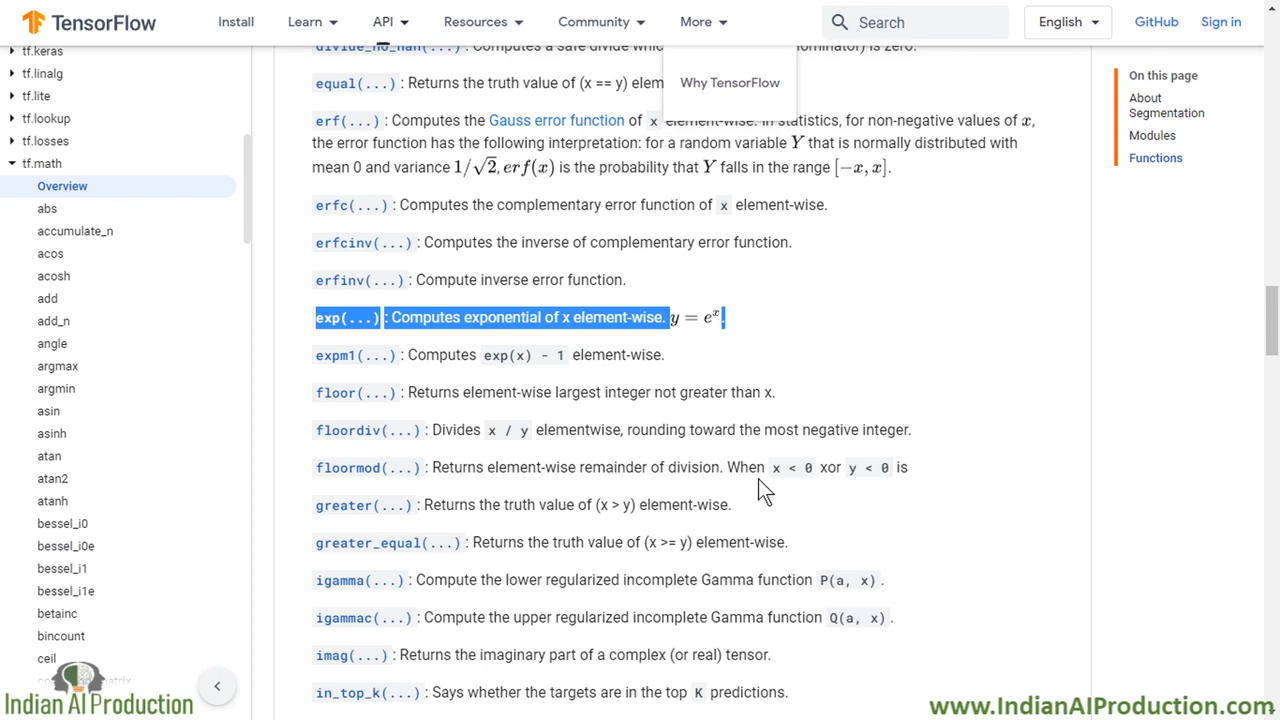 TensorFlow Install Learn API Resources Community More Search English GitHub Sign in
tf.keras
tf.linalg
tf.lite
tf.lookup
tf.losses
tf.math
Overview
abs
accumulate_n
acos
acosh
add
add_n
angle
argmax
argmin
asin
asinh
atan
atan2
atanh
bessel_i0
bessel_i0e
bessel_i1
bessel_i1e
betainc
bincount
ceil
divide_no_nan(...): Computes a safe divide which nominator) is zero.
equal(...): Returns the truth value of (x == y) elem
Why TensorFlow
erf(...): Computes the Gauss error function of x element-wise. In statistics, for non-negative values of x,
the error function has the following interpretation: for a random variable Y that is normally distributed with
mean 0 and variance 1/√2, erf(x) is the probability that Y falls in the range [−x, x].
erfc(...): Computes the complementary error function of x element-wise.
erfcinv(...): Computes the inverse of complementary error function.
erfinv(...): Compute inverse error function.
exp(...): Computes exponential of x element-wise. y = e^x.
expm1(...): Computes exp(x) - 1 element-wise.
floor(...): Returns element-wise largest integer not greater than x.
floordiv(...): Divides x / y elementwise, rounding toward the most negative integer.
floormod(...): Returns element-wise remainder of division. When x < 0 xor y < 0 is
greater(...): Returns the truth value of (x > y) element-wise.
greater_equal(...): Returns the truth value of (x >= y) element-wise.
igamma(...): Compute the lower regularized incomplete Gamma function P(a, x).
igammac(...): Compute the upper regularized incomplete Gamma function Q(a, x).
imag(...): Returns the imaginary part of a complex (or real) tensor.
in_top_k(...): Says whether the targets are in the top K predictions.
On this page
About
Segmentation
Modules
Functions
Indian AI Production
www.IndianAIProduction.com